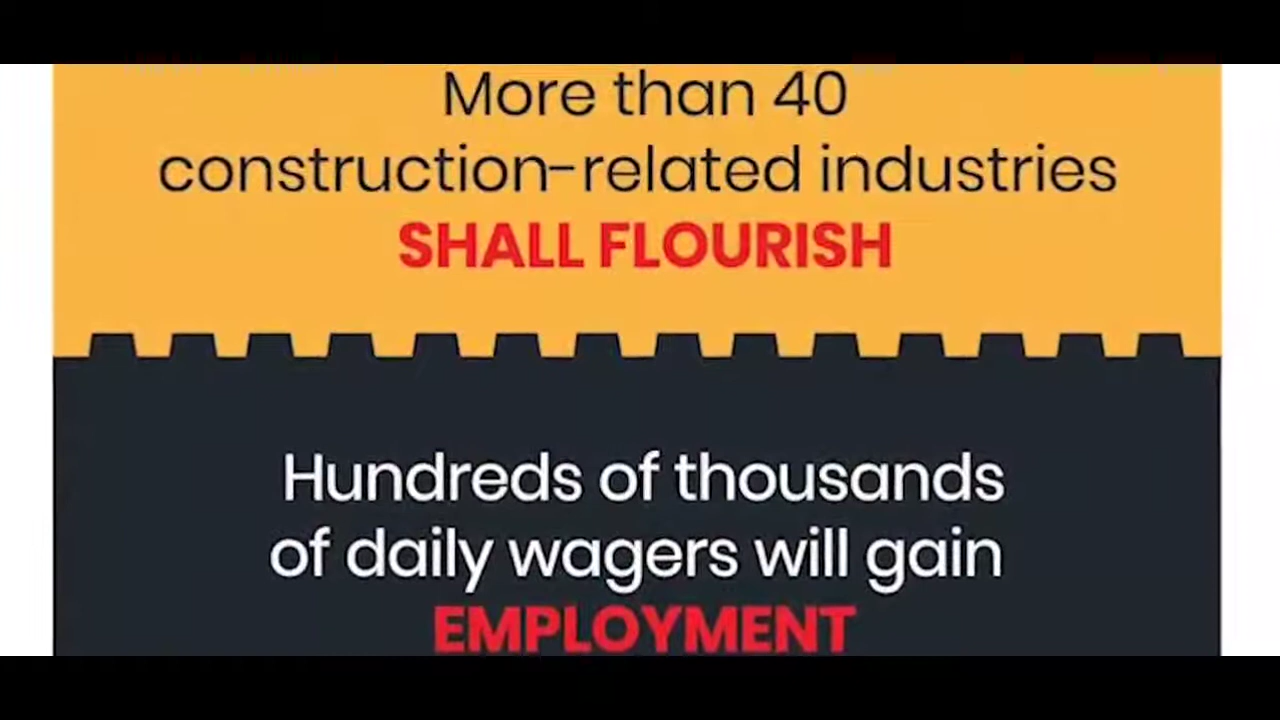 More than 40
construction-related industries
SHALL FLOURISH
Hundreds of thousands
of daily wagers will gain
EMPLOYMENT